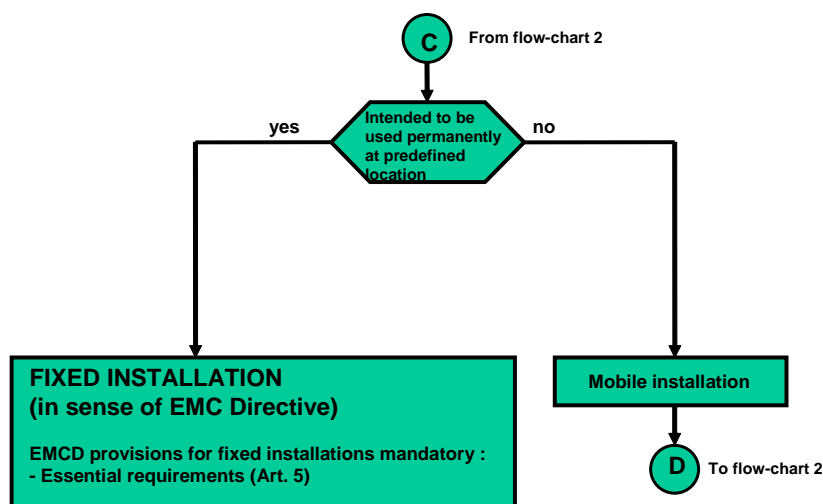 C
From flow-chart 2
Intended to be
used permanently
at predefined
location
yes
no
FIXED INSTALLATION
(in sense of EMC Directive)
EMCD provisions for fixed installations mandatory :
- Essential requirements (Art. 5)
Mobile installation
D
To flow-chart 2